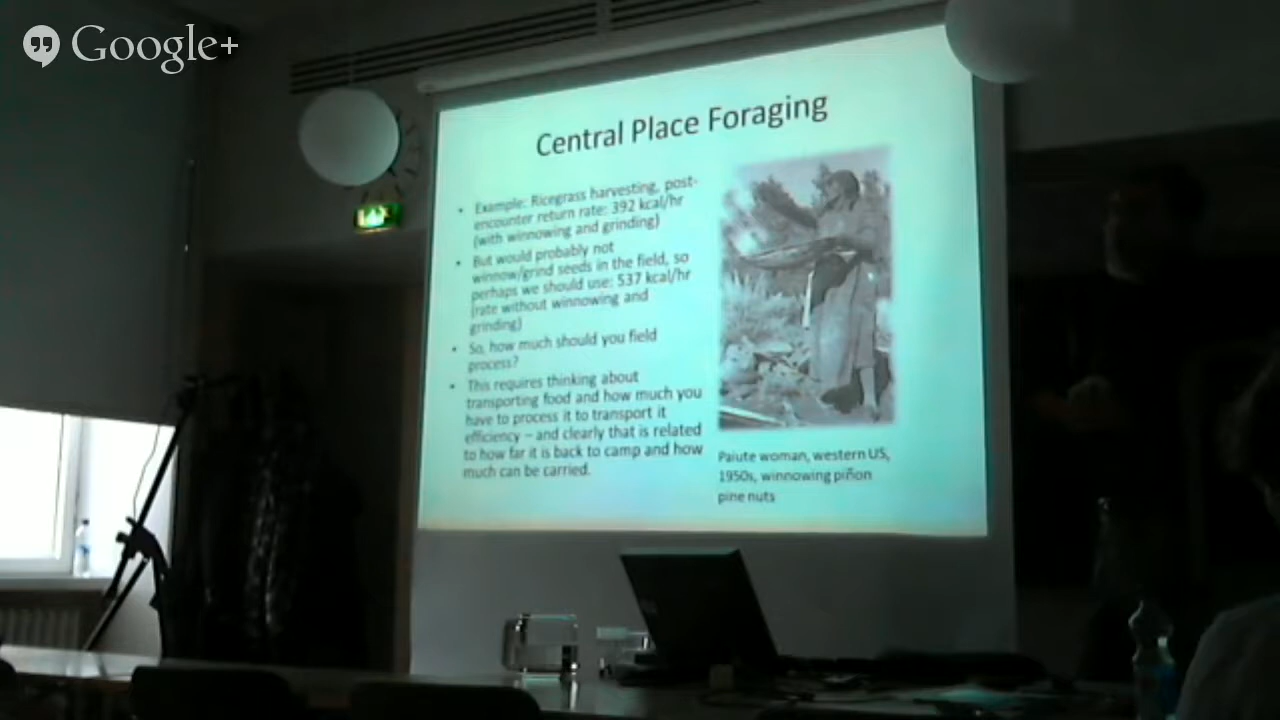 Google+
Central Place Foraging
• Example: Ricegrass harvesting, post-
encounter return rate: 392 kcal/hr
(with winnowing and grinding)
• But would probably not
winnow/grind seeds in the field, so
perhaps we should use: 537 kcal/hr
(rate without winnowing and
grinding)
• So, how much should you field
process?
• This requires thinking about
transporting food and how much you
have to process it to transport it
efficiency – and clearly that is related
to how far it is back to camp and how
much can be carried.
Paiute woman, western US,
1950s, winnowing piñon
pine nuts